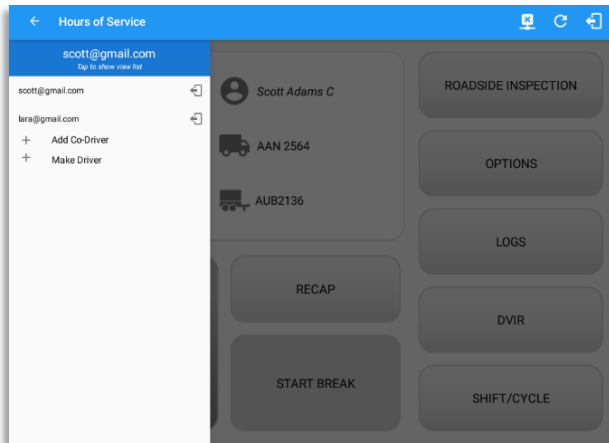 Hours of Service
scott@gmail.com
Tap to show view list
scott@gmail.com
lara@gmail.com
Add Co-Driver
Make Driver
Scott Adams C
AAN 2564
AUB2136
RECAP
START BREAK
ROADSIDE INSPECTION
OPTIONS
LOGS
DVIR
SHIFT/CYCLE